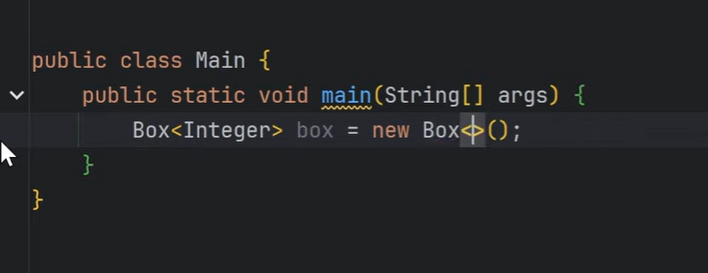 public class Main {
    public static void main(String[] args) {
        Box<Integer> box = new Box<>();
    }
}